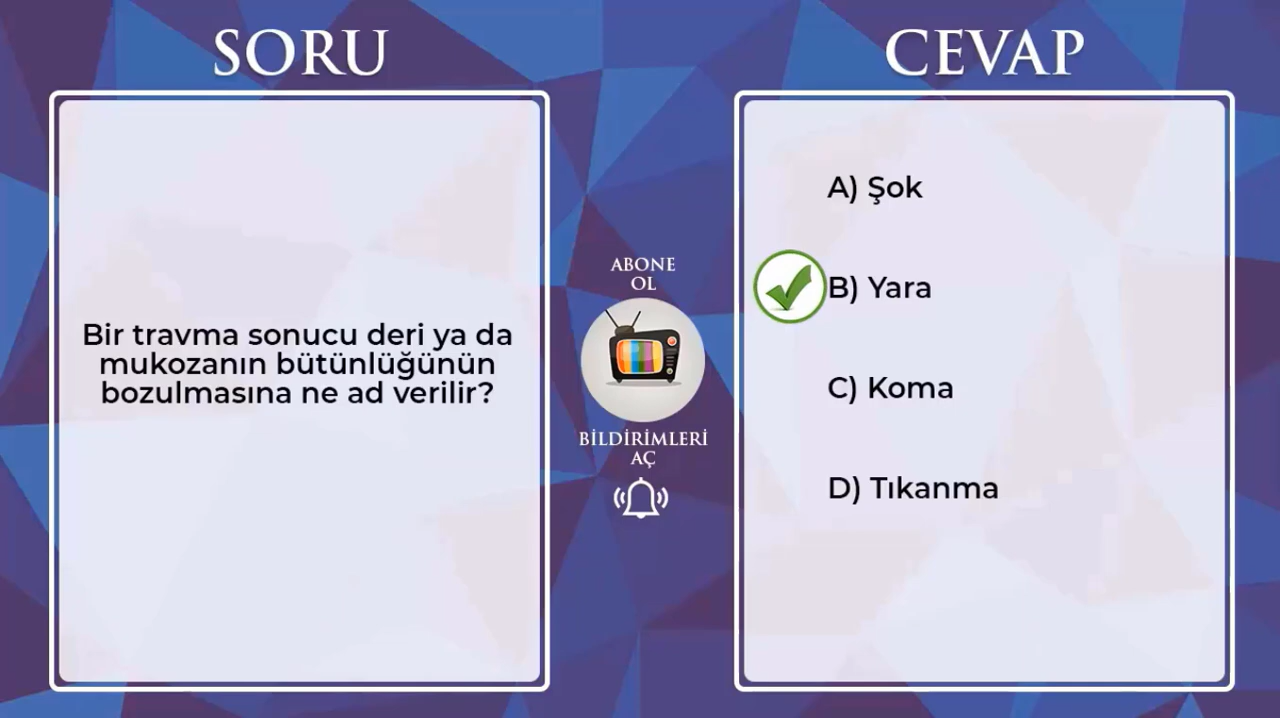 SORU
Bir travma sonucu deri ya da
mukozanın bütünlüğünün
bozulmasına ne ad verilir?
ABONE
OL
BİLDİRİMLERİ
AÇ
CEVAP
A) Şok
B) Yara
C) Koma
D) Tıkanma